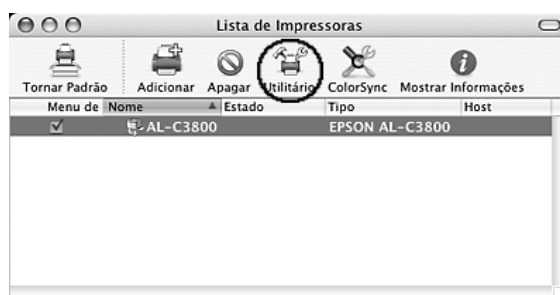 Lista de Impressoras
Tornar Padrão Adicionar Apagar Utilitário ColorSync Mostrar Informações
Menu de Nome Estado Tipo Host
AL-C3800 EPSON AL-C3800